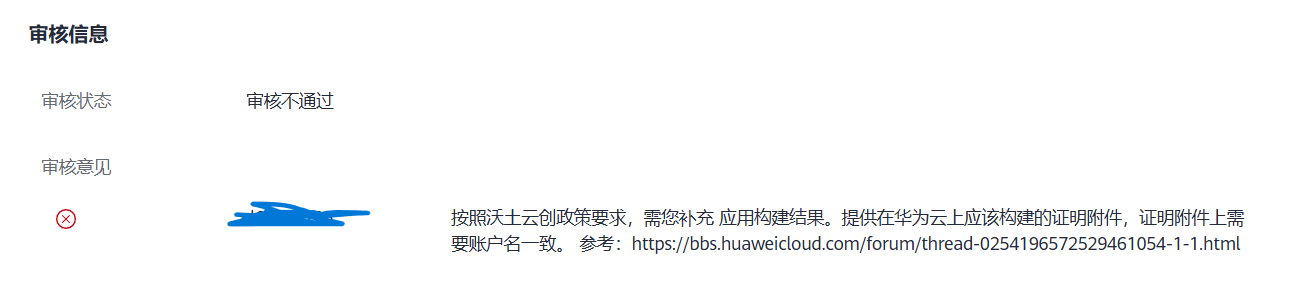 审核信息
审核状态 审核不通过
审核意见
按照沃土云创政策要求，需您补充 应用构建结果。提供在华为云上应该构建的证明附件，证明附件上需
要账户名一致。 参考：https://bbs.huaweicloud.com/forum/thread-0254196572529461054-1-1.html